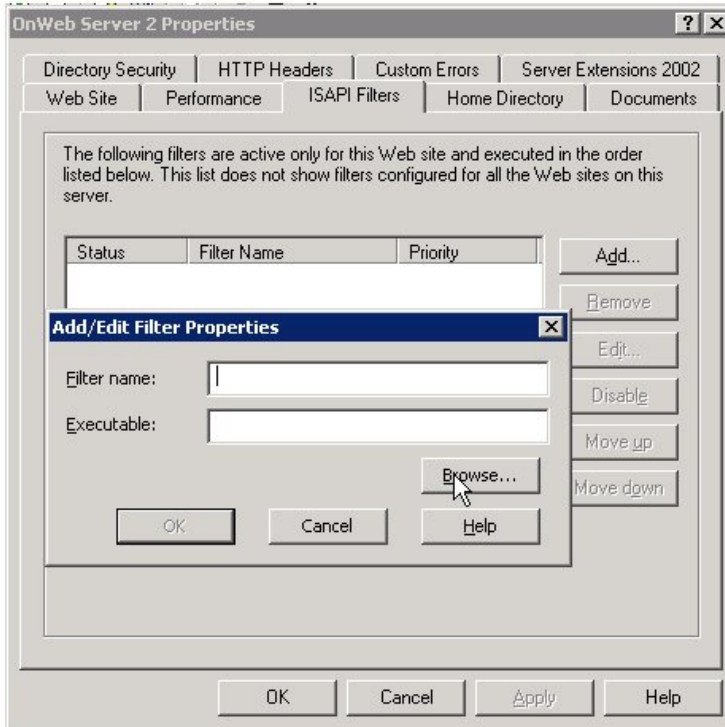 OnWeb Server 2 Properties
Directory Security HTTP Headers Custom Errors Server Extensions 2002
Web Site Performance ISAPI Filters Home Directory Documents
The following filters are active only for this Web site and executed in the order
listed below. This list does not show filters configured for all the Web sites on this
server.
Status Filter Name Priority
Add...
Remove
Edit...
Disable
Move up
Move down
Add/Edit Filter Properties
Filter name:
Executable:
Browse...
OK Cancel Help
OK Cancel Apply Help